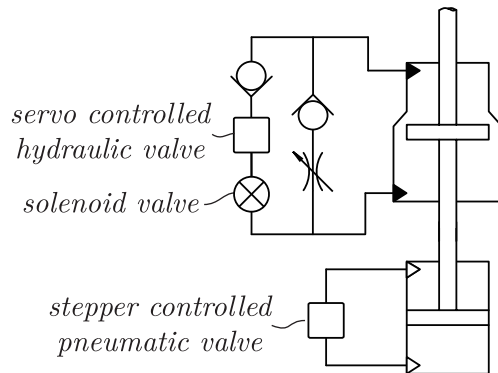 servo controlled
hydraulic valve
solenoid valve
stepper controlled
pneumatic valve